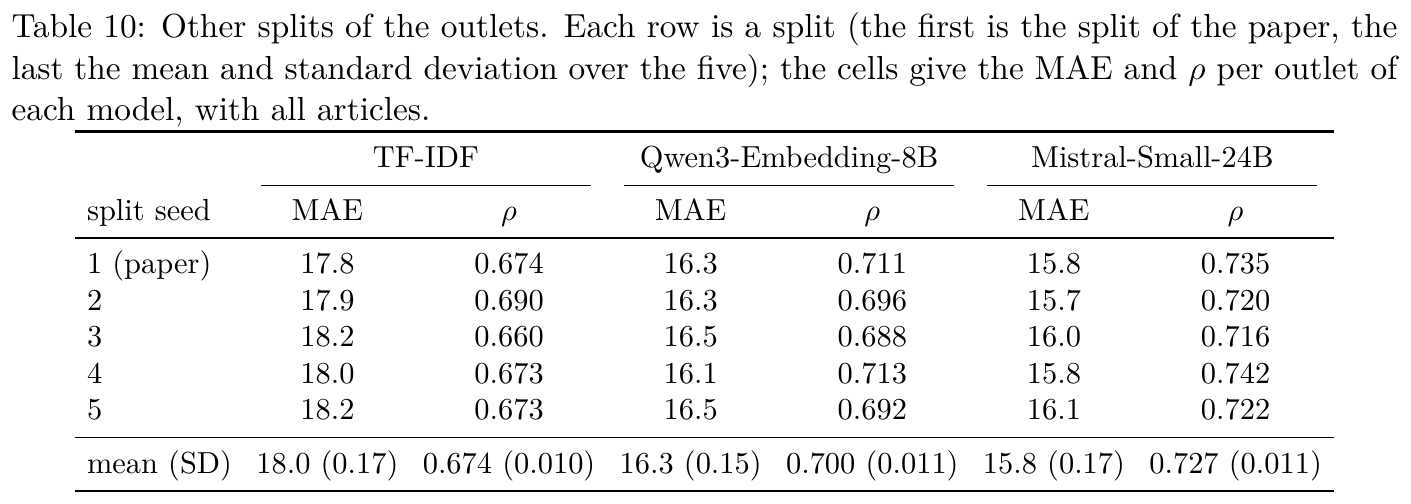 Table 10: Other splits of the outlets. Each row is a split (the first is the split of the paper, the
last the mean and standard deviation over the five); the cells give the MAE and ρ per outlet of
each model, with all articles.
TF-IDF Qwen3-Embedding-8B Mistral-Small-24B
split seed MAE ρ MAE ρ MAE ρ
1 (paper) 17.8 0.674 16.3 0.711 15.8 0.735
2 17.9 0.690 16.3 0.696 15.7 0.720
3 18.2 0.660 16.5 0.688 16.0 0.716
4 18.0 0.673 16.1 0.713 15.8 0.742
5 18.2 0.673 16.5 0.692 16.1 0.722
mean (SD) 18.0 (0.17) 0.674 (0.010) 16.3 (0.15) 0.700 (0.011) 15.8 (0.17) 0.727 (0.011)